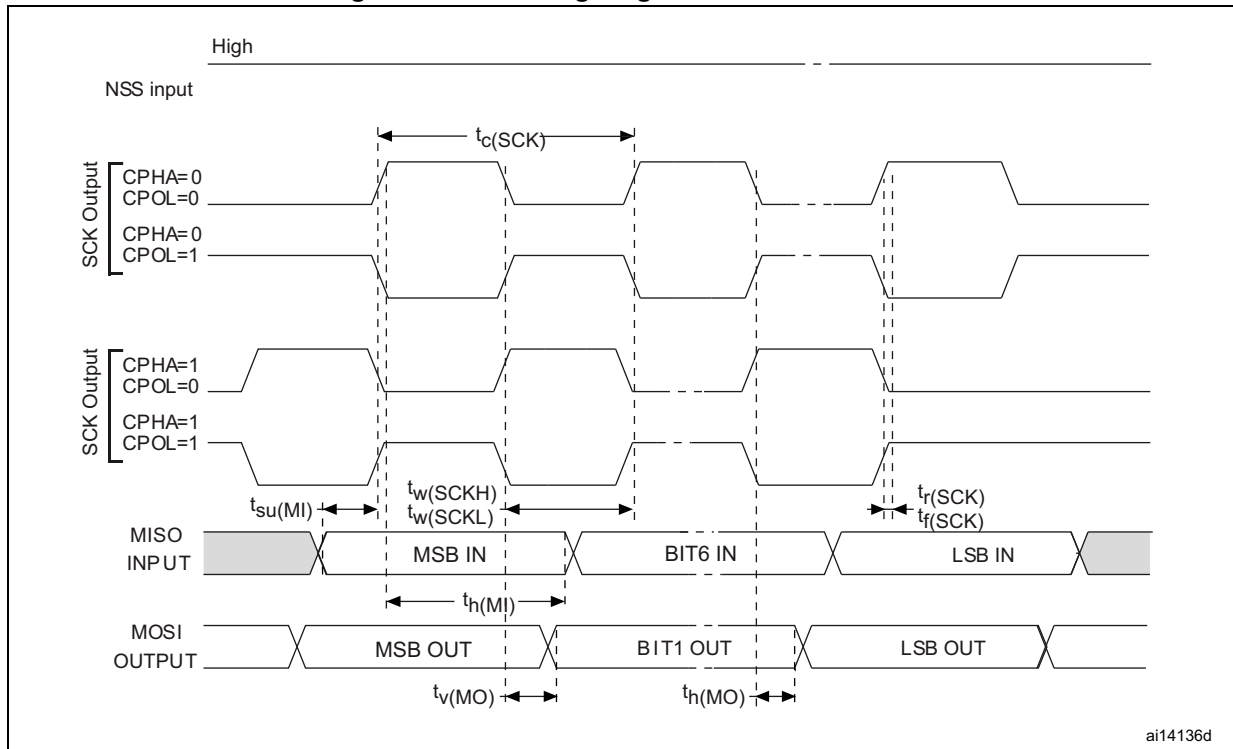 High
NSS input
tc(SCK)
SCK Output
CPHA=0
CPOL=0
CPHA=0
CPOL=1
SCK Output
CPHA=1
CPOL=0
CPHA=1
CPOL=1
tsu(MI)
tw(SCKH)
tw(SCKL)
tr(SCK)
tf(SCK)
MISO
INPUT
MSB IN
BIT6 IN
LSB IN
th(MI)
MOSI
OUTPUT
MSB OUT
BIT1 OUT
LSB OUT
tv(MO)
th(MO)
ai14136d